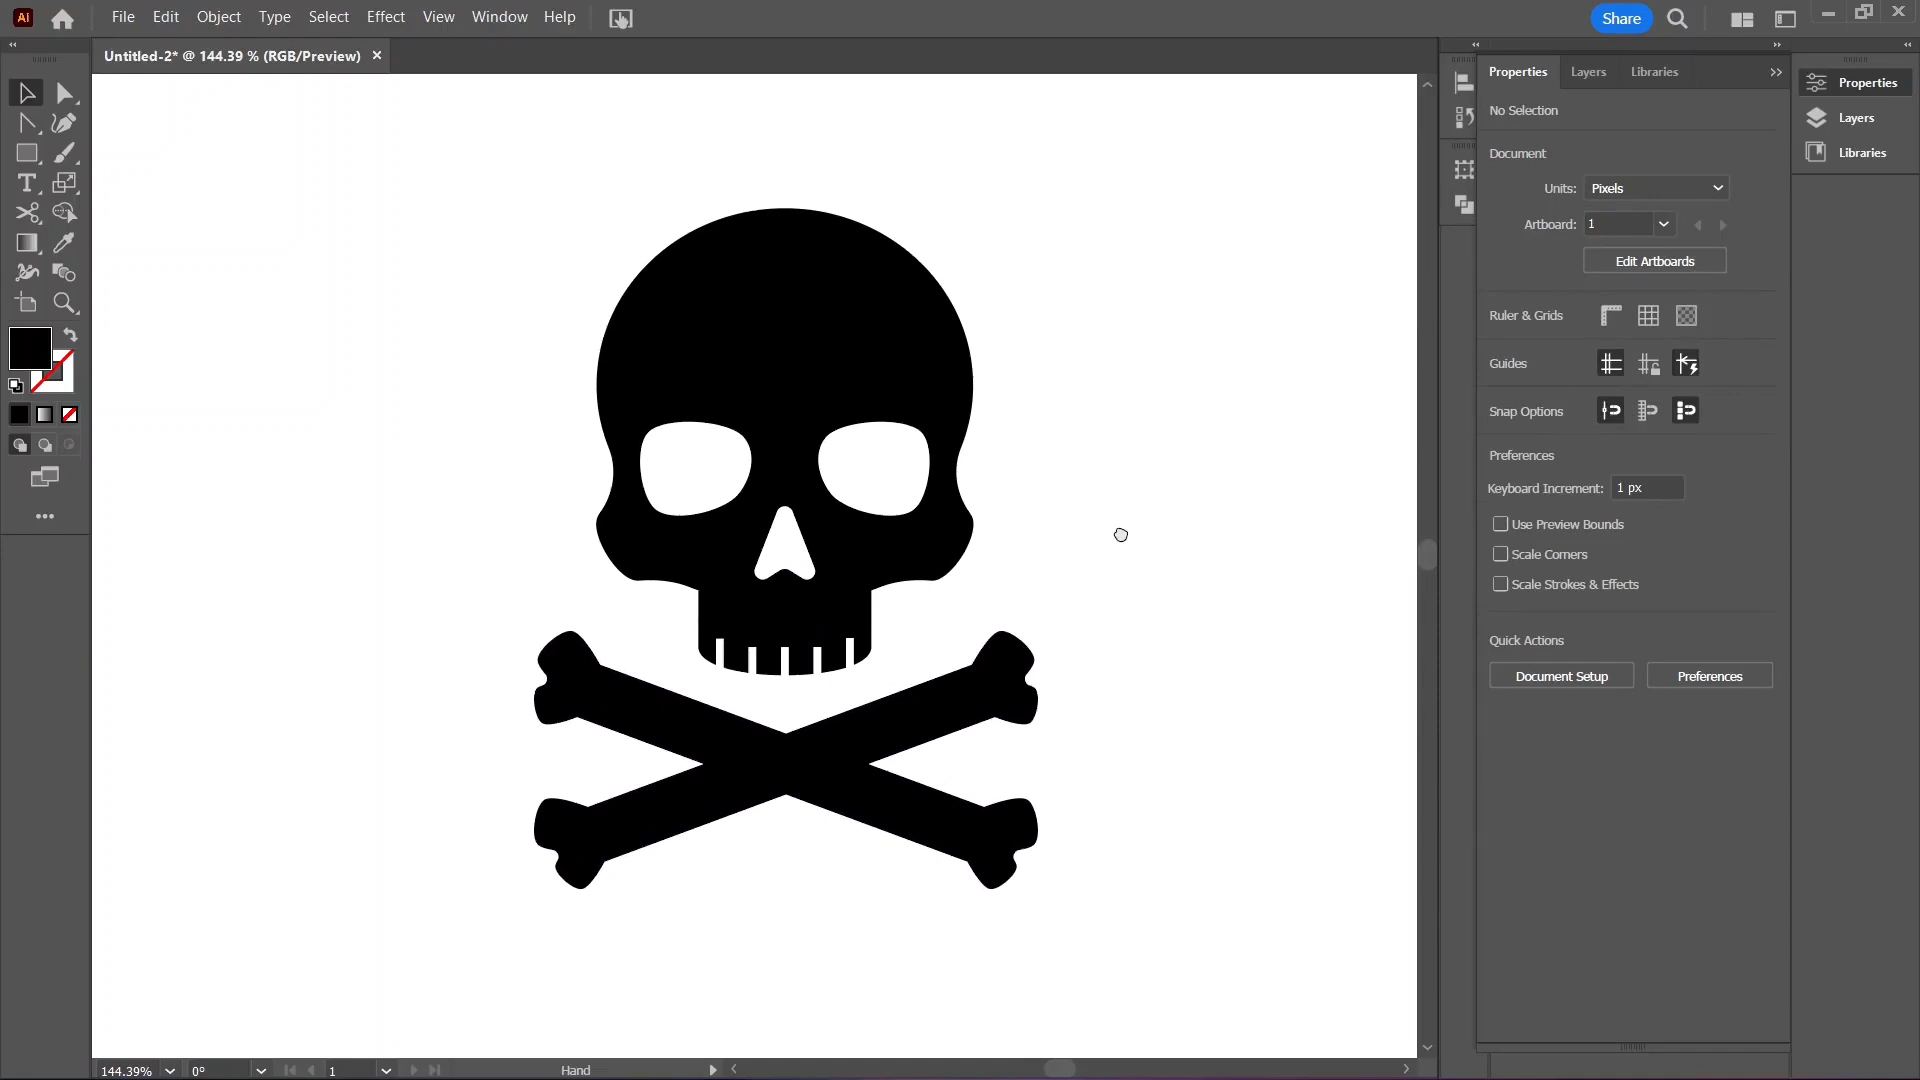 Ai File Edit Object Type Select Effect View Window Help Share
Untitled-2* @ 144.39 % (RGB/Preview)
Properties Layers Libraries
No Selection
Document
Units: Pixels
Artboard: 1
Edit Artboards
Ruler & Grids
Guides
Snap Options
Preferences
Keyboard Increment: 1 px
Use Preview Bounds
Scale Corners
Scale Strokes & Effects
Quick Actions
Document Setup Preferences
Properties
Layers
Libraries
144.39% 0° 1 Hand